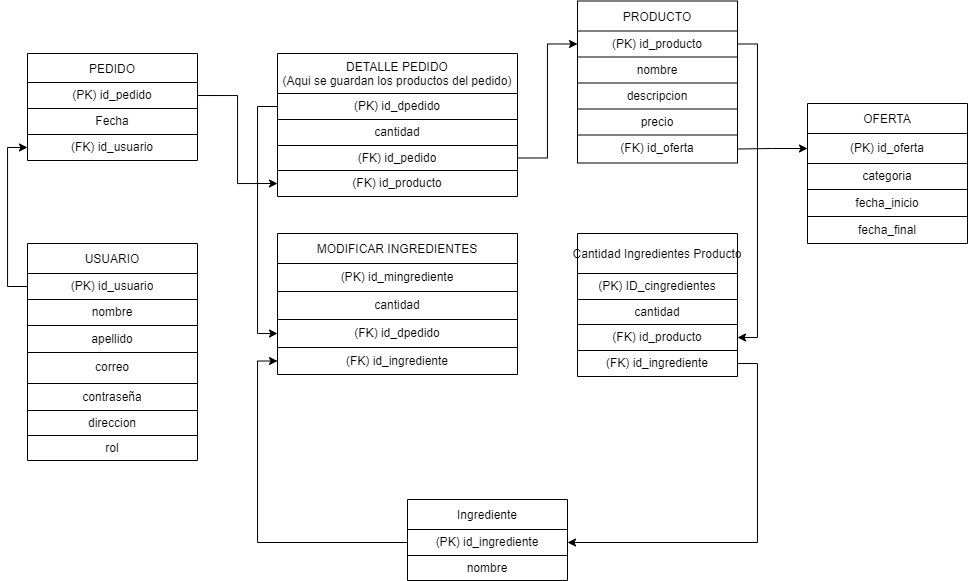 PEDIDO
(PK) id_pedido
Fecha
(FK) id_usuario
DETALLE PEDIDO
(Aqui se guardan los productos del pedido)
(PK) id_dpedido
cantidad
(FK) id_pedido
(FK) id_producto
PRODUCTO
(PK) id_producto
nombre
descripcion
precio
(FK) id_oferta
OFERTA
(PK) id_oferta
categoria
fecha_inicio
fecha_final
USUARIO
(PK) id_usuario
nombre
apellido
correo
contraseña
direccion
rol
MODIFICAR INGREDIENTES
(PK) id_mingrediente
cantidad
(FK) id_dpedido
(FK) id_ingrediente
Cantidad Ingredientes Producto
(PK) ID_cingredientes
cantidad
(FK) id_producto
(FK) id_ingrediente
Ingrediente
(PK) id_ingrediente
nombre